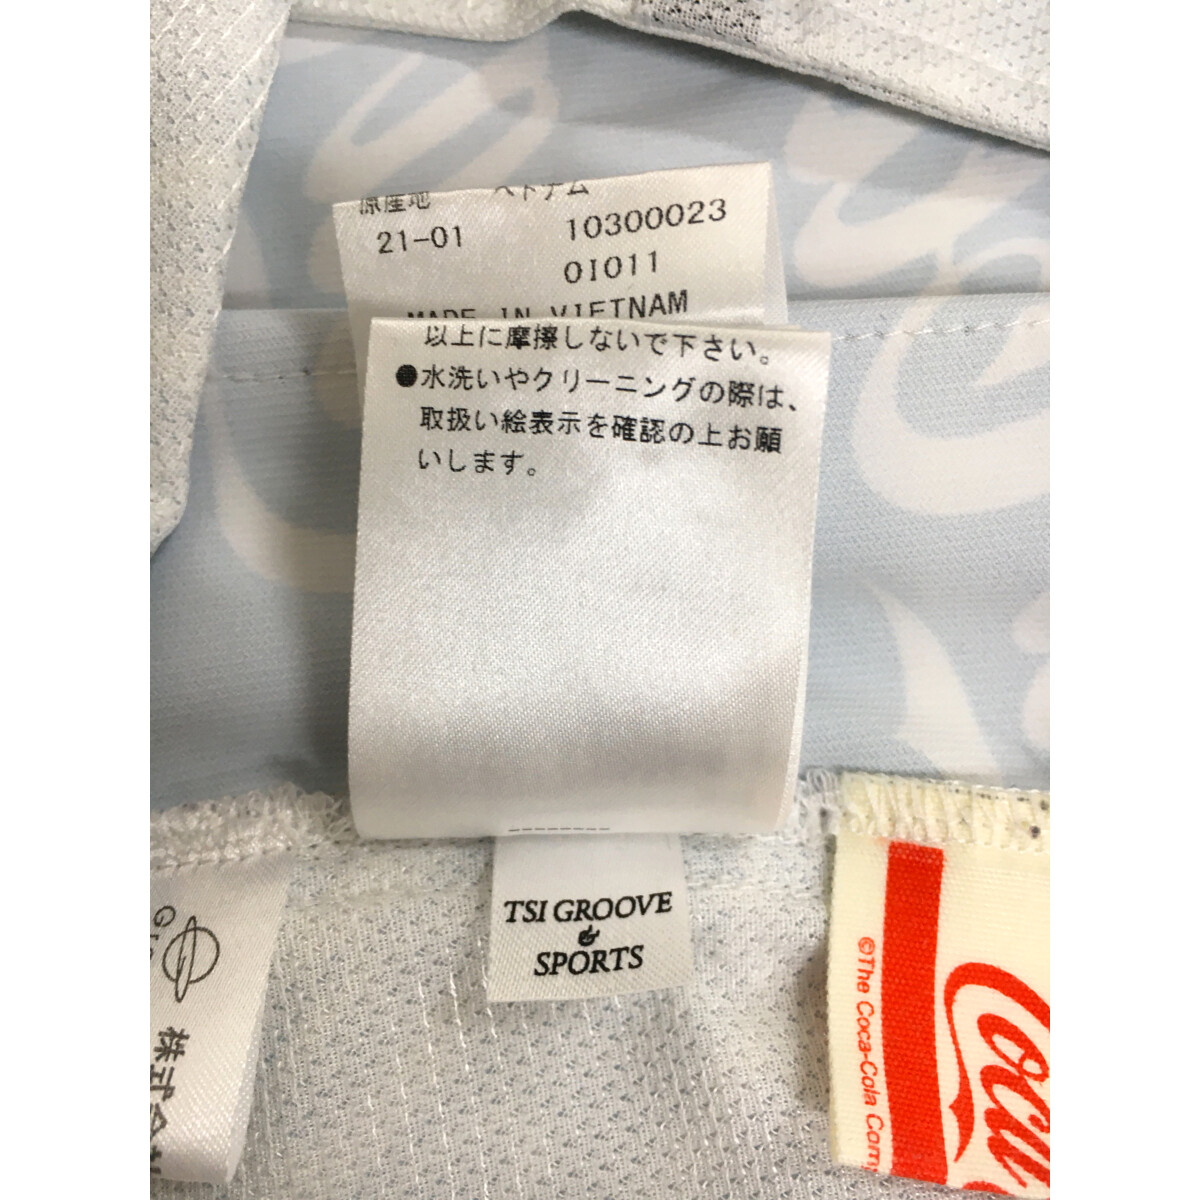 原産地 ベトナム
21-01 10300023
01011
MADE IN VIETNAM
以上に摩擦しないで下さい。
●水洗いやクリーニングの際は、
取扱い絵表示を確認の上お願
いします。
TSI GROOVE
&
SPORTS
株式会社
©The Coca-Cola Com
Coca